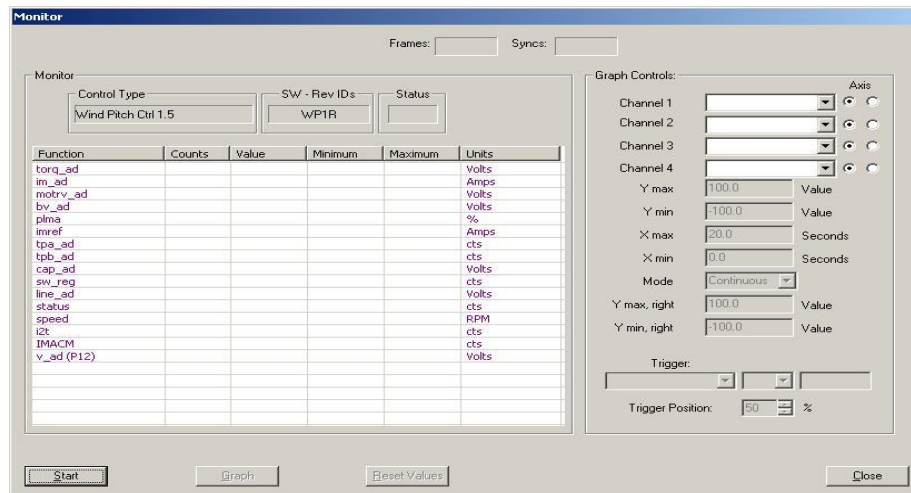 Monitor
Frames: Syncs:
Monitor
Control Type SW - Rev IDs Status
Wind Pitch Ctrl 1.5 WP1R
Function Counts Value Minimum Maximum Units
torq_ad Volts
im_ad Amps
motrv_ad Volts
bv_ad Volts
plma %
imref Amps
tpa_ad cts
tpb_ad cts
cap_ad Volts
sw_reg cts
line_ad Volts
status cts
speed RPM
i2t cts
IMACM cts
v_ad (P12) Volts
Graph Controls:
Axis
Channel 1
Channel 2
Channel 3
Channel 4
Y max 100.0 Value
Y min -100.0 Value
X max 20.0 Seconds
X min 0.0 Seconds
Mode Continuous
Y max, right 100.0 Value
Y min, right -100.0 Value
Trigger:
Trigger Position: 50 %
Start Graph Reset Values Close